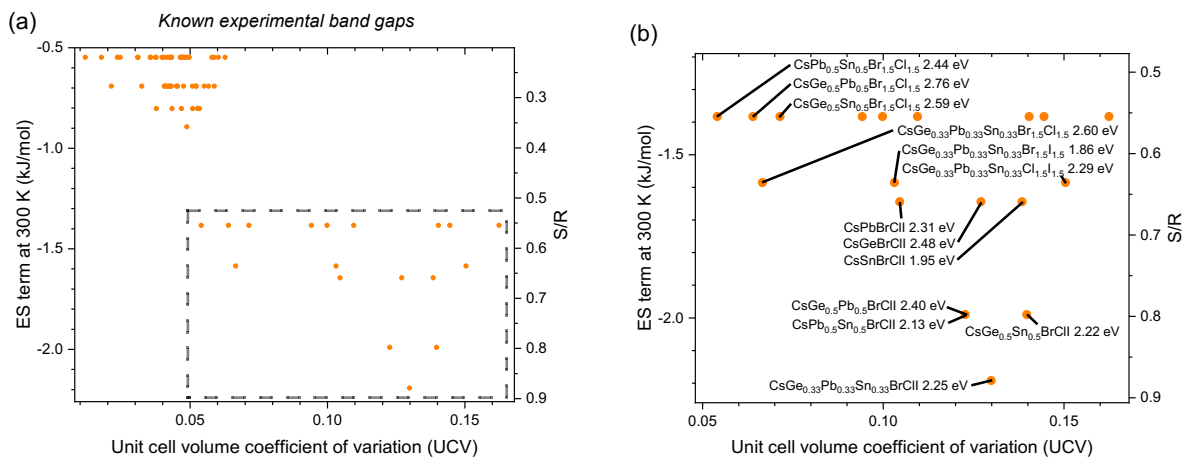 (a)
Known experimental band gaps
-0.5
-1.0
-1.5
-2.0
ES term at 300 K (kJ/mol)
0.3
0.4
0.5
0.6
0.7
0.8
0.9
S/R
0.05
0.10
0.15
Unit cell volume coefficient of variation (UCV)
(b)
CsPb0.5Sn0.5Br1.5Cl1.5 2.44 eV
CsGe0.5Pb0.5Br1.5Cl1.5 2.76 eV
CsGe0.5Sn0.5Br1.5Cl1.5 2.59 eV
CsGe0.33Pb0.33Sn0.33Br1.5Cl1.5 2.60 eV
CsGe0.33Pb0.33Sn0.33Br1.5I1.5 1.86 eV
CsGe0.33Pb0.33Sn0.33Cl1.5I1.5 2.29 eV
CsPbBrClI 2.31 eV
CsGeBrClI 2.48 eV
CsSnBrClI 1.95 eV
CsGe0.5Pb0.5BrClI 2.40 eV
CsPb0.5Sn0.5BrClI 2.13 eV
CsGe0.5Sn0.5BrClI 2.22 eV
CsGe0.33Pb0.33Sn0.33BrClI 2.25 eV
-1.5
-2.0
ES term at 300 K (kJ/mol)
0.5
0.6
0.7
0.8
0.9
S/R
0.05
0.10
0.15
Unit cell volume coefficient of variation (UCV)